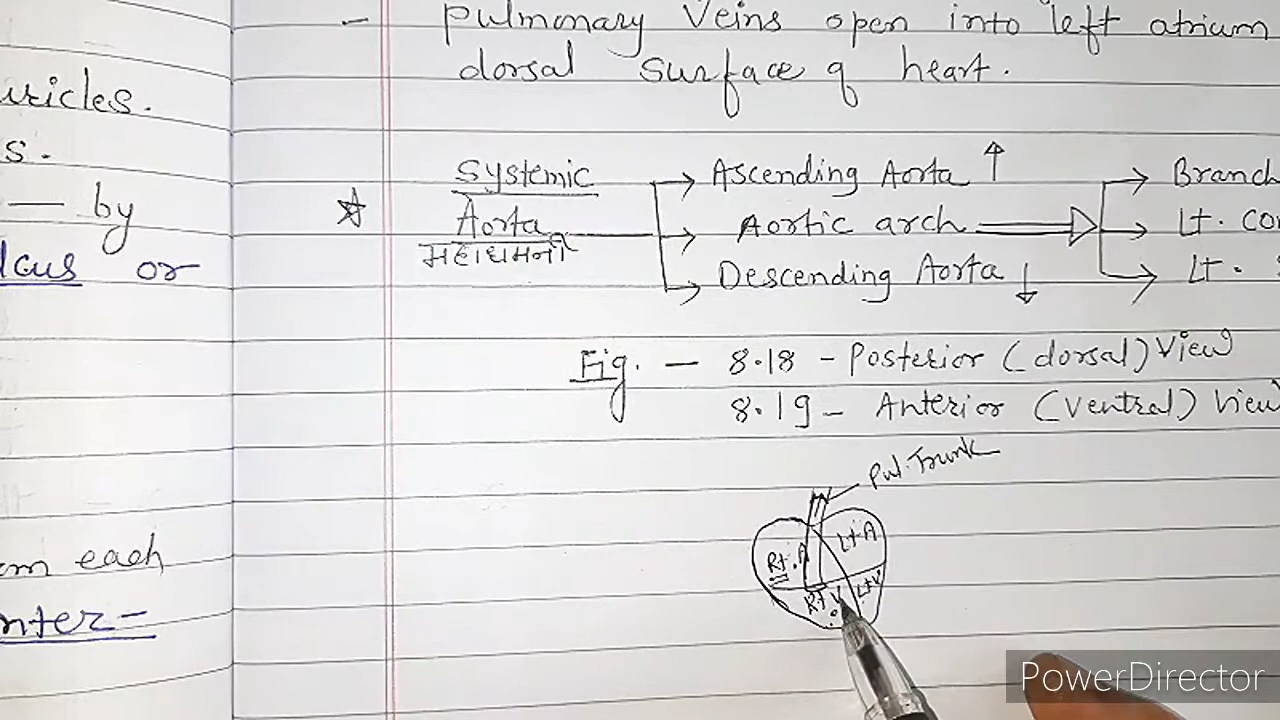 uricles.
s.
— by
lcus or
em each
nter-
- Pulmonary Veins open into left atrium
dorsal surface of heart.
☆ Systemic Aorta
महाधमनी
→ Ascending Aorta ↑
→ Aortic arch ⇒
→ Descending Aorta ↓
→ Branch
→ Lt. co
→ Lt.
Fig. — 8.18 - Posterior (dorsal) View
8.19 - Anterior (Ventral) View
Pul. Trunk
Rt. A
Lt. A
Rt V
Lt V
PowerDirector